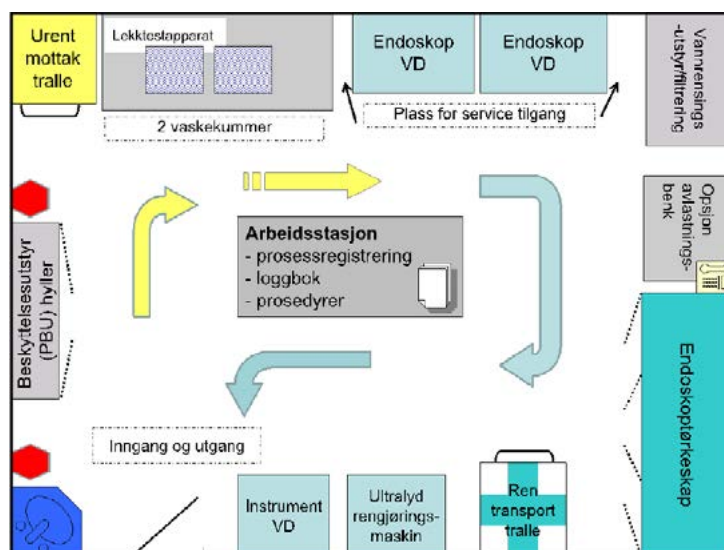 Urent
mottak
tralle
Lekktestapparat
2 vaskekummer
Endoskop
VD
Endoskop
VD
Plass for service tilgang
Vannrensings
-utstyr/filtrering
Beskyttelsesutstyr
(PBU) hyller
Arbeidsstasjon
- prosessregistrering
- loggbok
- prosedyrer
Opsjon
avlastnings-
benk
Endoskoptørkeskap
Inngang og utgang
Instrument
VD
Ultralyd
rengjørings-
maskin
Ren
transport
tralle